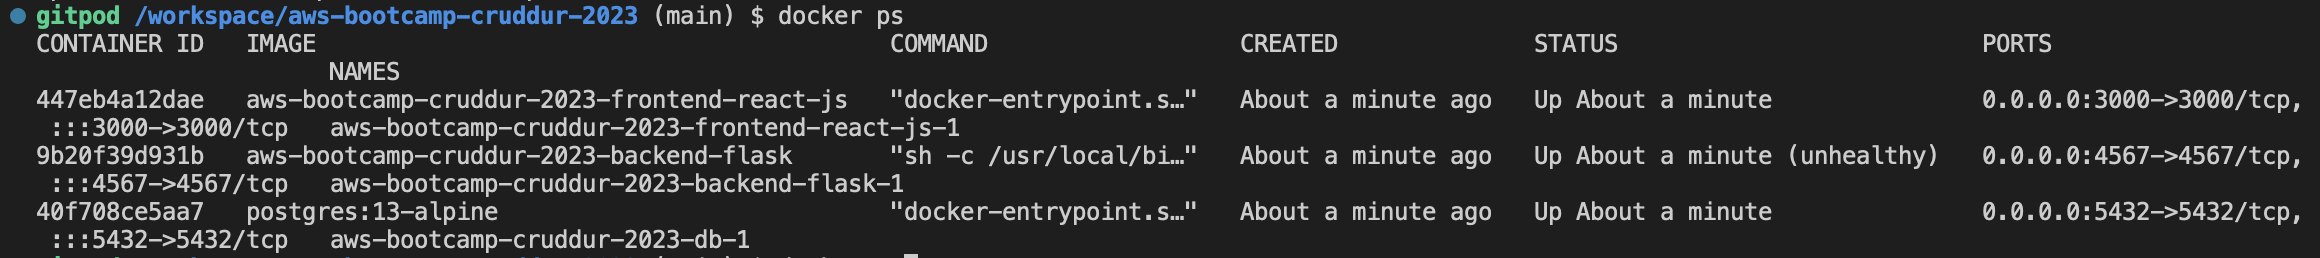 gitpod /workspace/aws-bootcamp-cruddur-2023 (main) $ docker ps
CONTAINER ID   IMAGE                                         COMMAND                  CREATED              STATUS                          PORTS
                     NAMES
447eb4a12dae   aws-bootcamp-cruddur-2023-frontend-react-js   "docker-entrypoint.s…"   About a minute ago   Up About a minute               0.0.0.0:3000->3000/tcp,
 :::3000->3000/tcp   aws-bootcamp-cruddur-2023-frontend-react-js-1
9b20f39d931b   aws-bootcamp-cruddur-2023-backend-flask       "sh -c /usr/local/bi…"   About a minute ago   Up About a minute (unhealthy)   0.0.0.0:4567->4567/tcp,
 :::4567->4567/tcp   aws-bootcamp-cruddur-2023-backend-flask-1
40f708ce5aa7   postgres:13-alpine                            "docker-entrypoint.s…"   About a minute ago   Up About a minute               0.0.0.0:5432->5432/tcp,
 :::5432->5432/tcp   aws-bootcamp-cruddur-2023-db-1